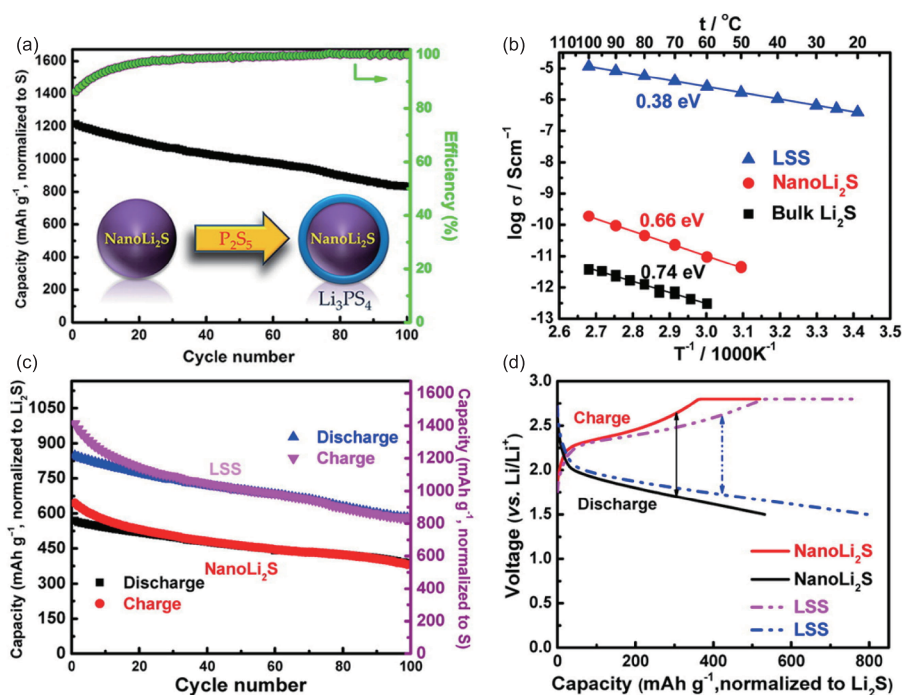 (a)
1600
1400
1200
1000
800
600
400
200
0
Capacity (mAh g⁻¹, normalized to S)
100
80
60
40
20
0
Efficiency (%)
NanoLi₂S
P₂S₅
NanoLi₂S
Li₃PS₄
0 20 40 60 80 100
Cycle number
(b)
t / °C
110 100 90 80 70 60 50 40 30 20
-5
-6
-7
-8
-9
-10
-11
-12
-13
log σ / Scm⁻¹
0.38 eV
LSS
NanoLi₂S
Bulk Li₂S
0.66 eV
0.74 eV
2.6 2.7 2.8 2.9 3.0 3.1 3.2 3.3 3.4 3.5
T⁻¹ / 1000K⁻¹
(c)
1050
900
750
600
450
300
150
0
Capacity (mAh g⁻¹, normalized to Li₂S)
1600
1400
1200
1000
800
600
400
200
0
Capacity (mAh g⁻¹, normalized to S)
Discharge
Charge
LSS
NanoLi₂S
Discharge
Charge
0 20 40 60 80 100
Cycle number
(d)
3.0
2.7
2.4
2.1
1.8
1.5
1.2
0.9
Voltage (vs. Li/Li⁺)
Charge
Discharge
NanoLi₂S
NanoLi₂S
LSS
LSS
0 200 400 600 800
Capacity (mAh g⁻¹,normalized to Li₂S)